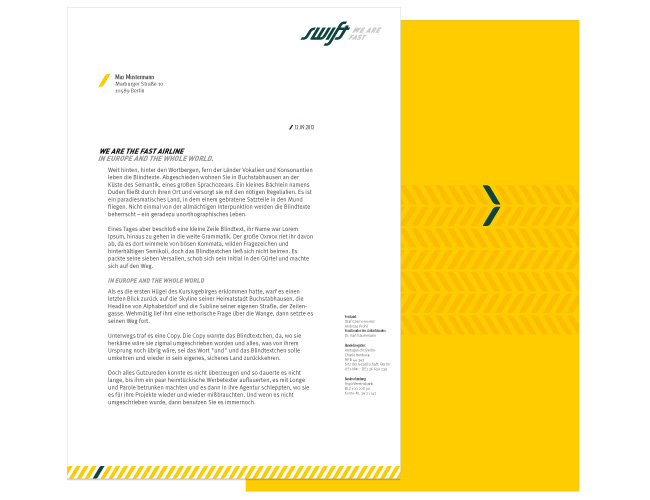 swift WE ARE
FAST
Max Mustermann
Marburger Straße 10
10589 Berlin
13.09.2012
WE ARE THE FAST AIRLINE
IN EUROPE AND THE WHOLE WORLD.
Weit hinten, hinter den Wortbergen, fern der Länder Vokalien und Konsonantien
leben die Blindtexte. Abgeschieden wohnen Sie in Buchstabhausen an der
Küste des Semantik, eines großen Sprachozeans. Ein kleines Bächlein namens
Duden fließt durch ihren Ort und versorgt sie mit den nötigen Regelialien. Es ist
ein paradiesmatisches Land, in dem einem gebratene Satzteile in den Mund
fliegen. Nicht einmal von der allmächtigen Interpunktion werden die Blindtexte
beherrscht – ein geradezu unorthographisches Leben.
Eines Tages aber beschloß eine kleine Zeile Blindtext, ihr Name war Lorem
Ipsum, hinaus zu gehen in die weite Grammatik. Der große Oxmox riet ihr davon
ab, da es dort wimmele von bösen Kommata, wilden Fragezeichen und
hinterhältigen Semikoli, doch das Blindtextchen ließ sich nicht beirren. Es
packte seine sieben Versalien, schob sich sein Initial in den Gürtel und machte
sich auf den Weg.
IN EUROPE AND THE WHOLE WORLD
Als es die ersten Hügel des Kursivgebirges erklommen hatte, warf es einen
letzten Blick zurück auf die Skyline seiner Heimatstadt Buchstabhausen, die
Headline von Alphabetdorf und die Subline seiner eigenen Straße, der Zeilen-
gasse. Wehmütig lief ihm eine rethorische Frage über die Wange, dann setzte es
seinen Weg fort.
Unterwegs traf es eine Copy. Die Copy warnte das Blindtextchen, da, wo sie
herkäme wäre sie zigmal umgeschrieben worden und alles, was von ihrem
Ursprung noch übrig wäre, sei das Wort "und" und das Blindtextchen solle
umkehren und wieder in sein eigenes, sicheres Land zurückkehren.
Doch alles Gutzureden konnte es nicht überzeugen und so dauerte es nicht
lange, bis ihm ein paar heimtückische Werbetexter auflauerten, es mit Longe
und Parole betrunken machten und es dann in ihre Agentur schleppten, wo sie
es für ihre Projekte wieder und wieder mißbrauchten. Und wenn es nicht
umgeschrieben wurde, dann benutzen Sie es immernoch.